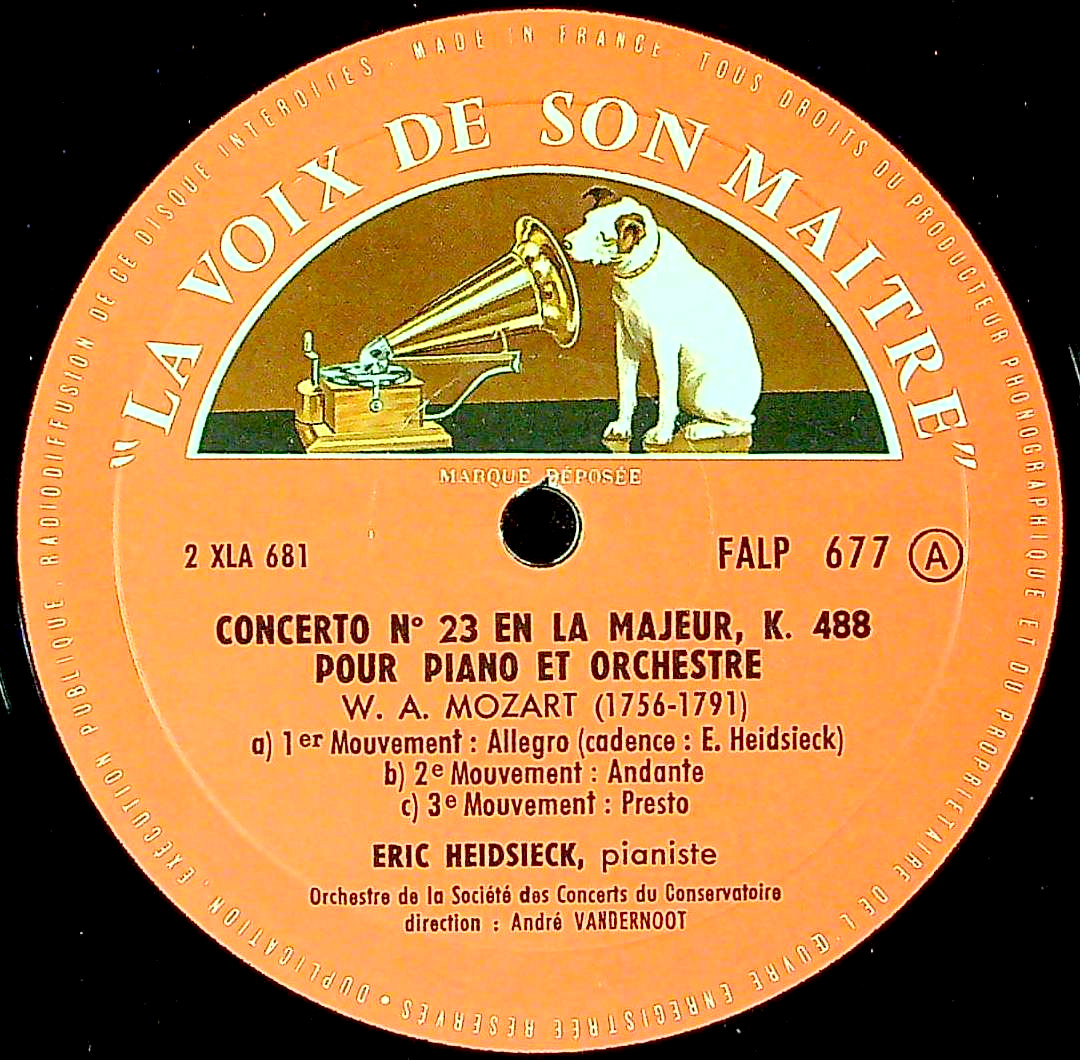 MADE IN FRANCE · TOUS DROITS DU PRODUCTEUR PHONOGRAPHIQUE ET DU PROPRIETAIRE DE L'ŒUVRE ENREGISTRÉE RESERVÉS · DUPLICATION, EXÉCUTION PUBLIQUE, RADIODIFFUSION DE CE DISQUE INTERDITES ·
"LA VOIX DE SON MAITRE"
MARQUE DÉPOSÉE
2 XLA 681
FALP 677 A
CONCERTO N° 23 EN LA MAJEUR, K. 488
POUR PIANO ET ORCHESTRE
W. A. MOZART (1756-1791)
a) 1er Mouvement : Allegro (cadence : E. Heidsieck)
b) 2e Mouvement : Andante
c) 3e Mouvement : Presto
ERIC HEIDSIECK, pianiste
Orchestre de la Société des Concerts du Conservatoire
direction : André VANDERNOOT